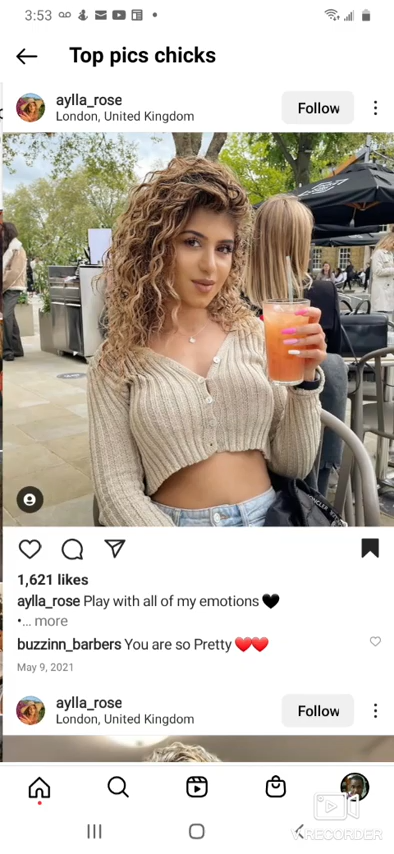 3:53
Top pics chicks
aylla_rose
London, United Kingdom
Follow
1,621 likes
aylla_rose Play with all of my emotions 🖤
•... more
buzzinn_barbers You are so Pretty ❤️❤️
May 9, 2021
aylla_rose
London, United Kingdom
Follow
VRECORDER